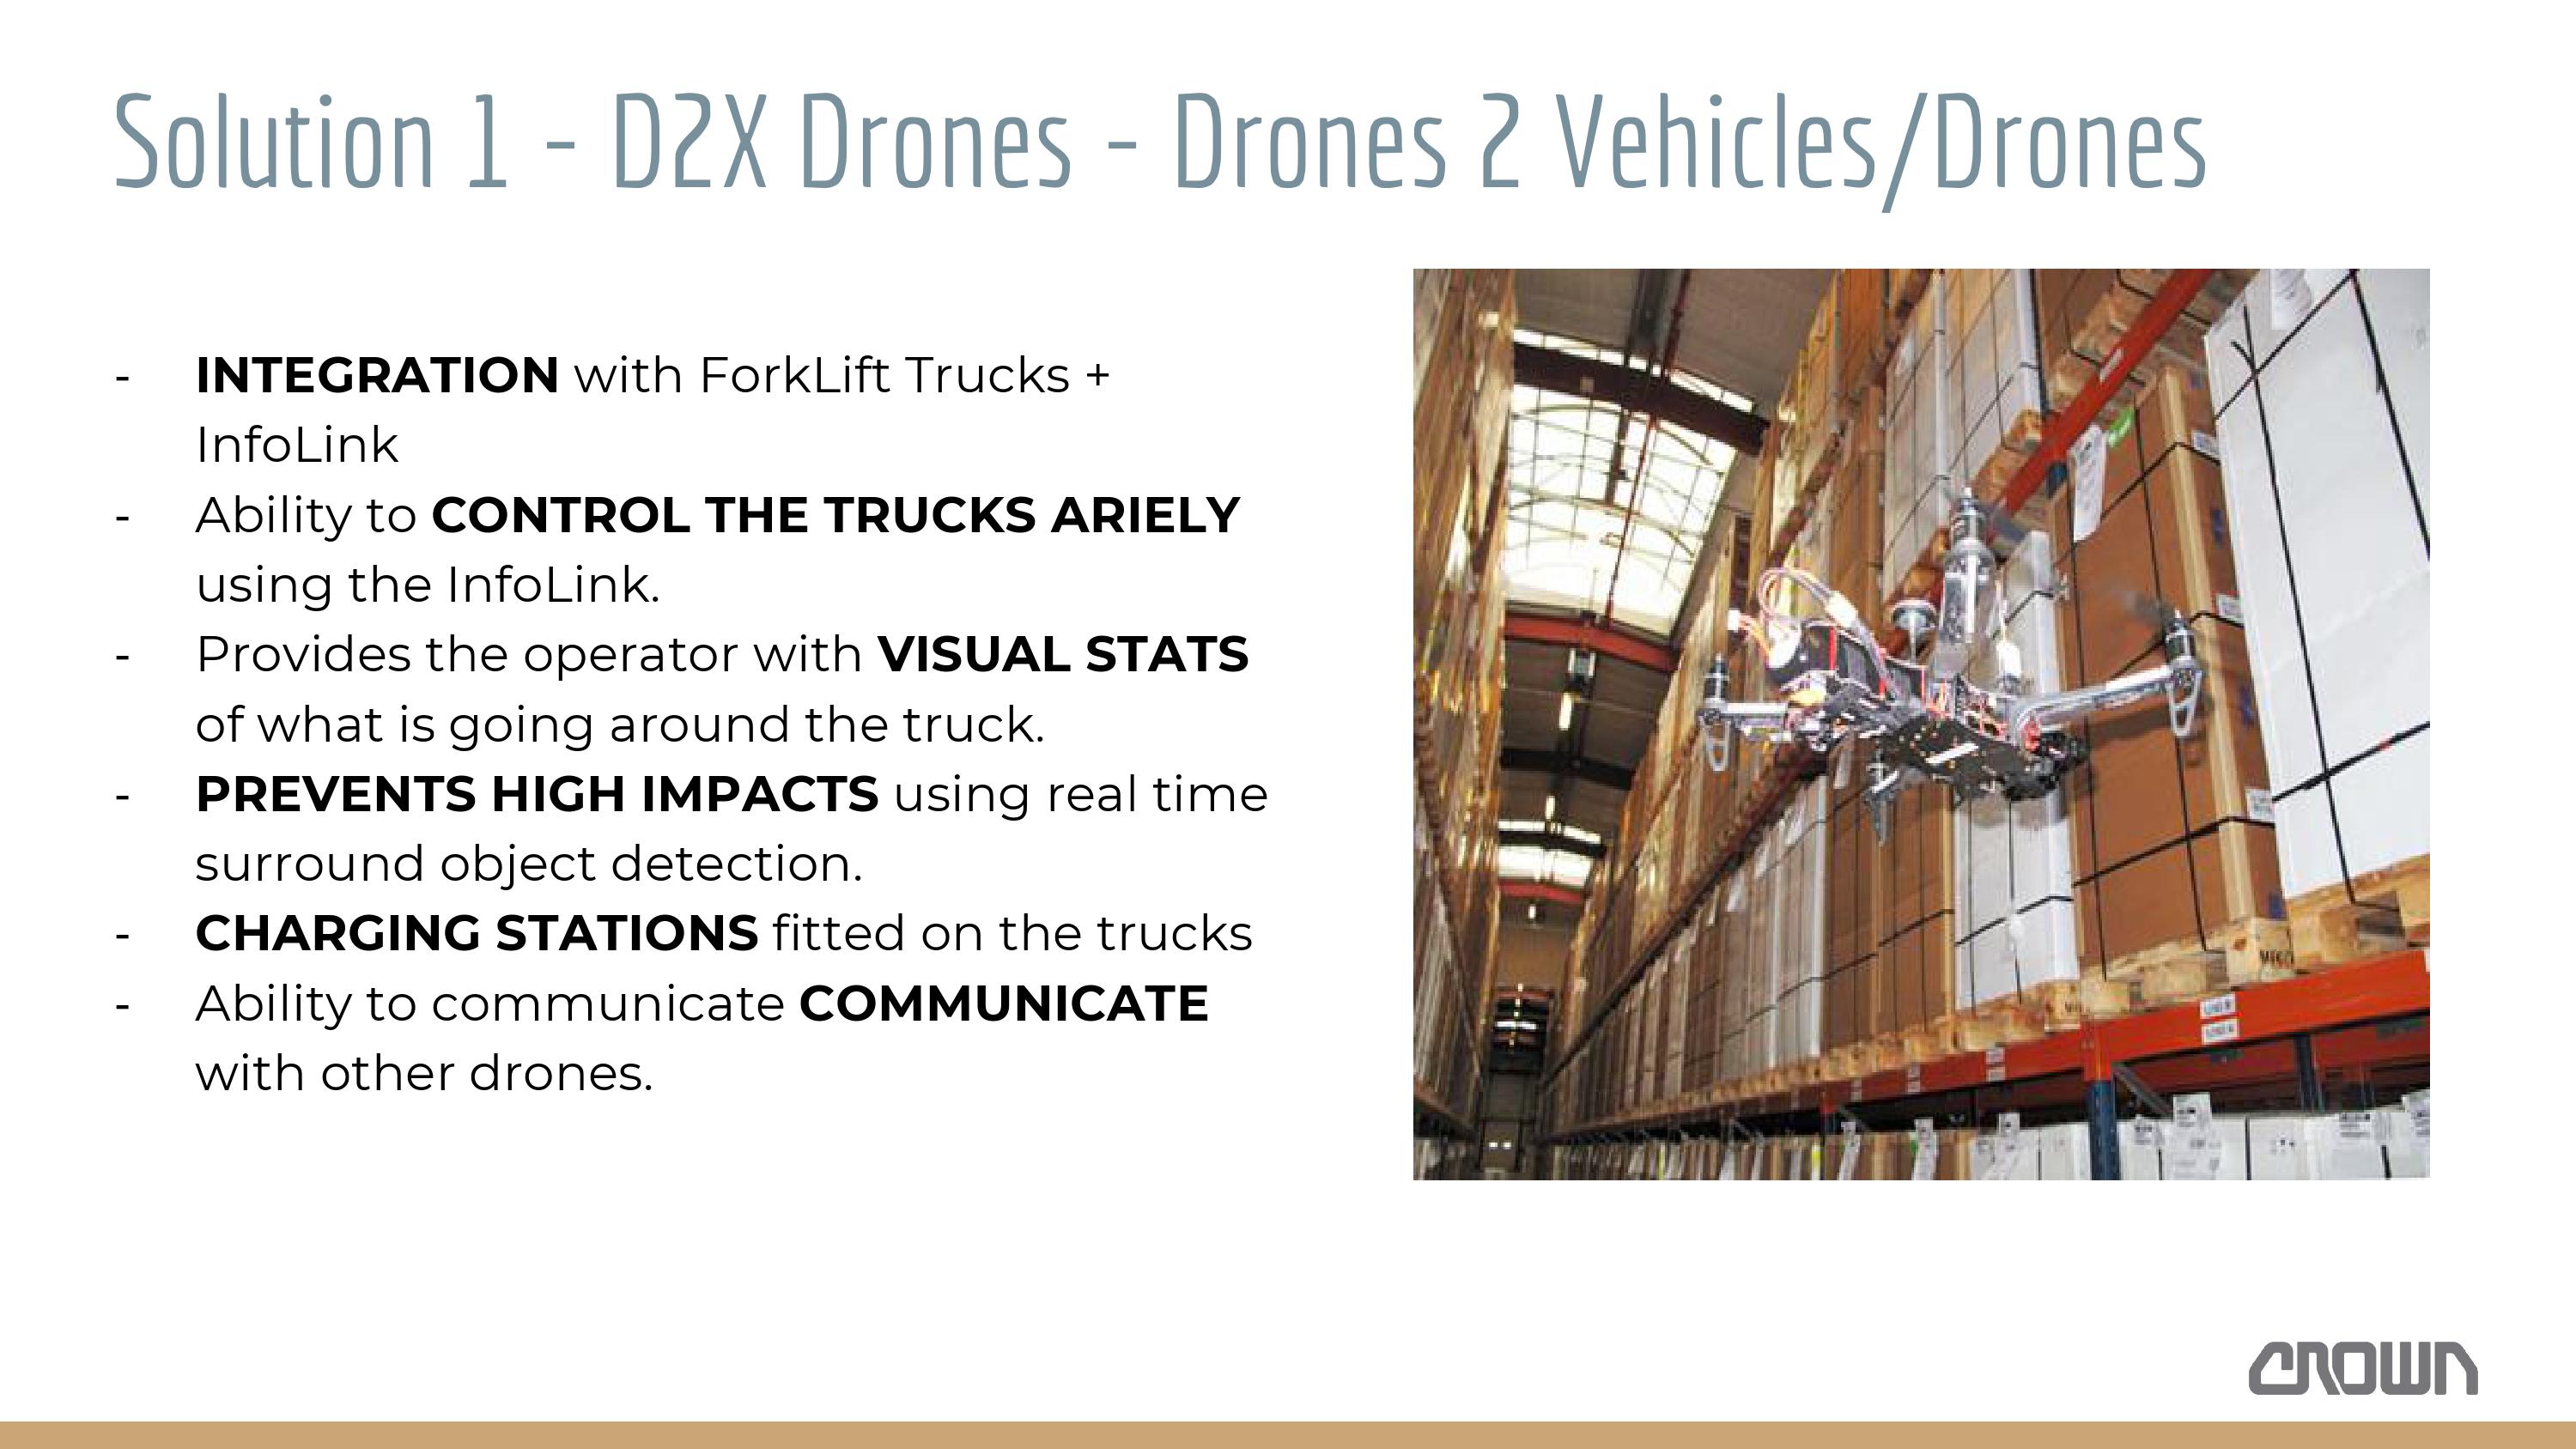 Solution 1 - D2X Drones - Drones 2 Vehicles/Drones
- INTEGRATION with ForkLift Trucks +
InfoLink
- Ability to CONTROL THE TRUCKS ARIELY
using the InfoLink.
- Provides the operator with VISUAL STATS
of what is going around the truck.
- PREVENTS HIGH IMPACTS using real time
surround object detection.
- CHARGING STATIONS fitted on the trucks
- Ability to communicate COMMUNICATE
with other drones.
CROWN